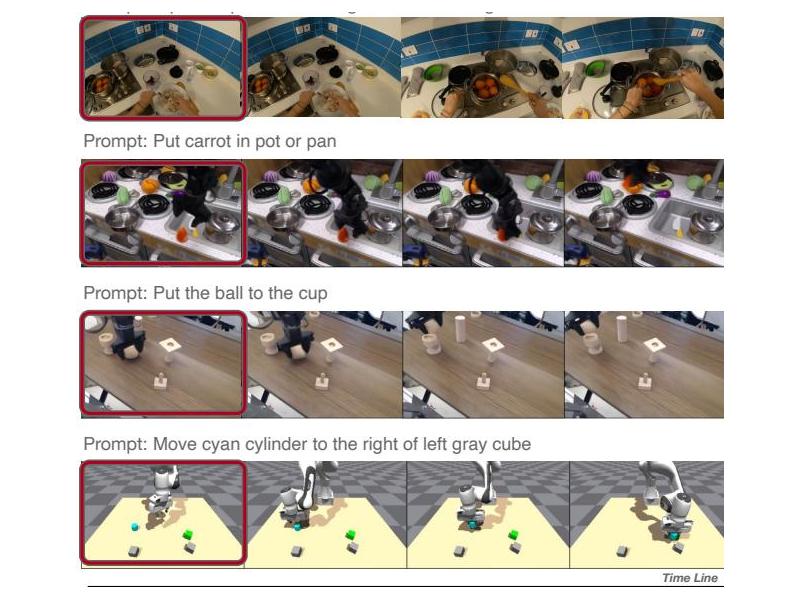 Prompt: Put carrot in pot or pan
Prompt: Put the ball to the cup
Prompt: Move cyan cylinder to the right of left gray cube
Time Line